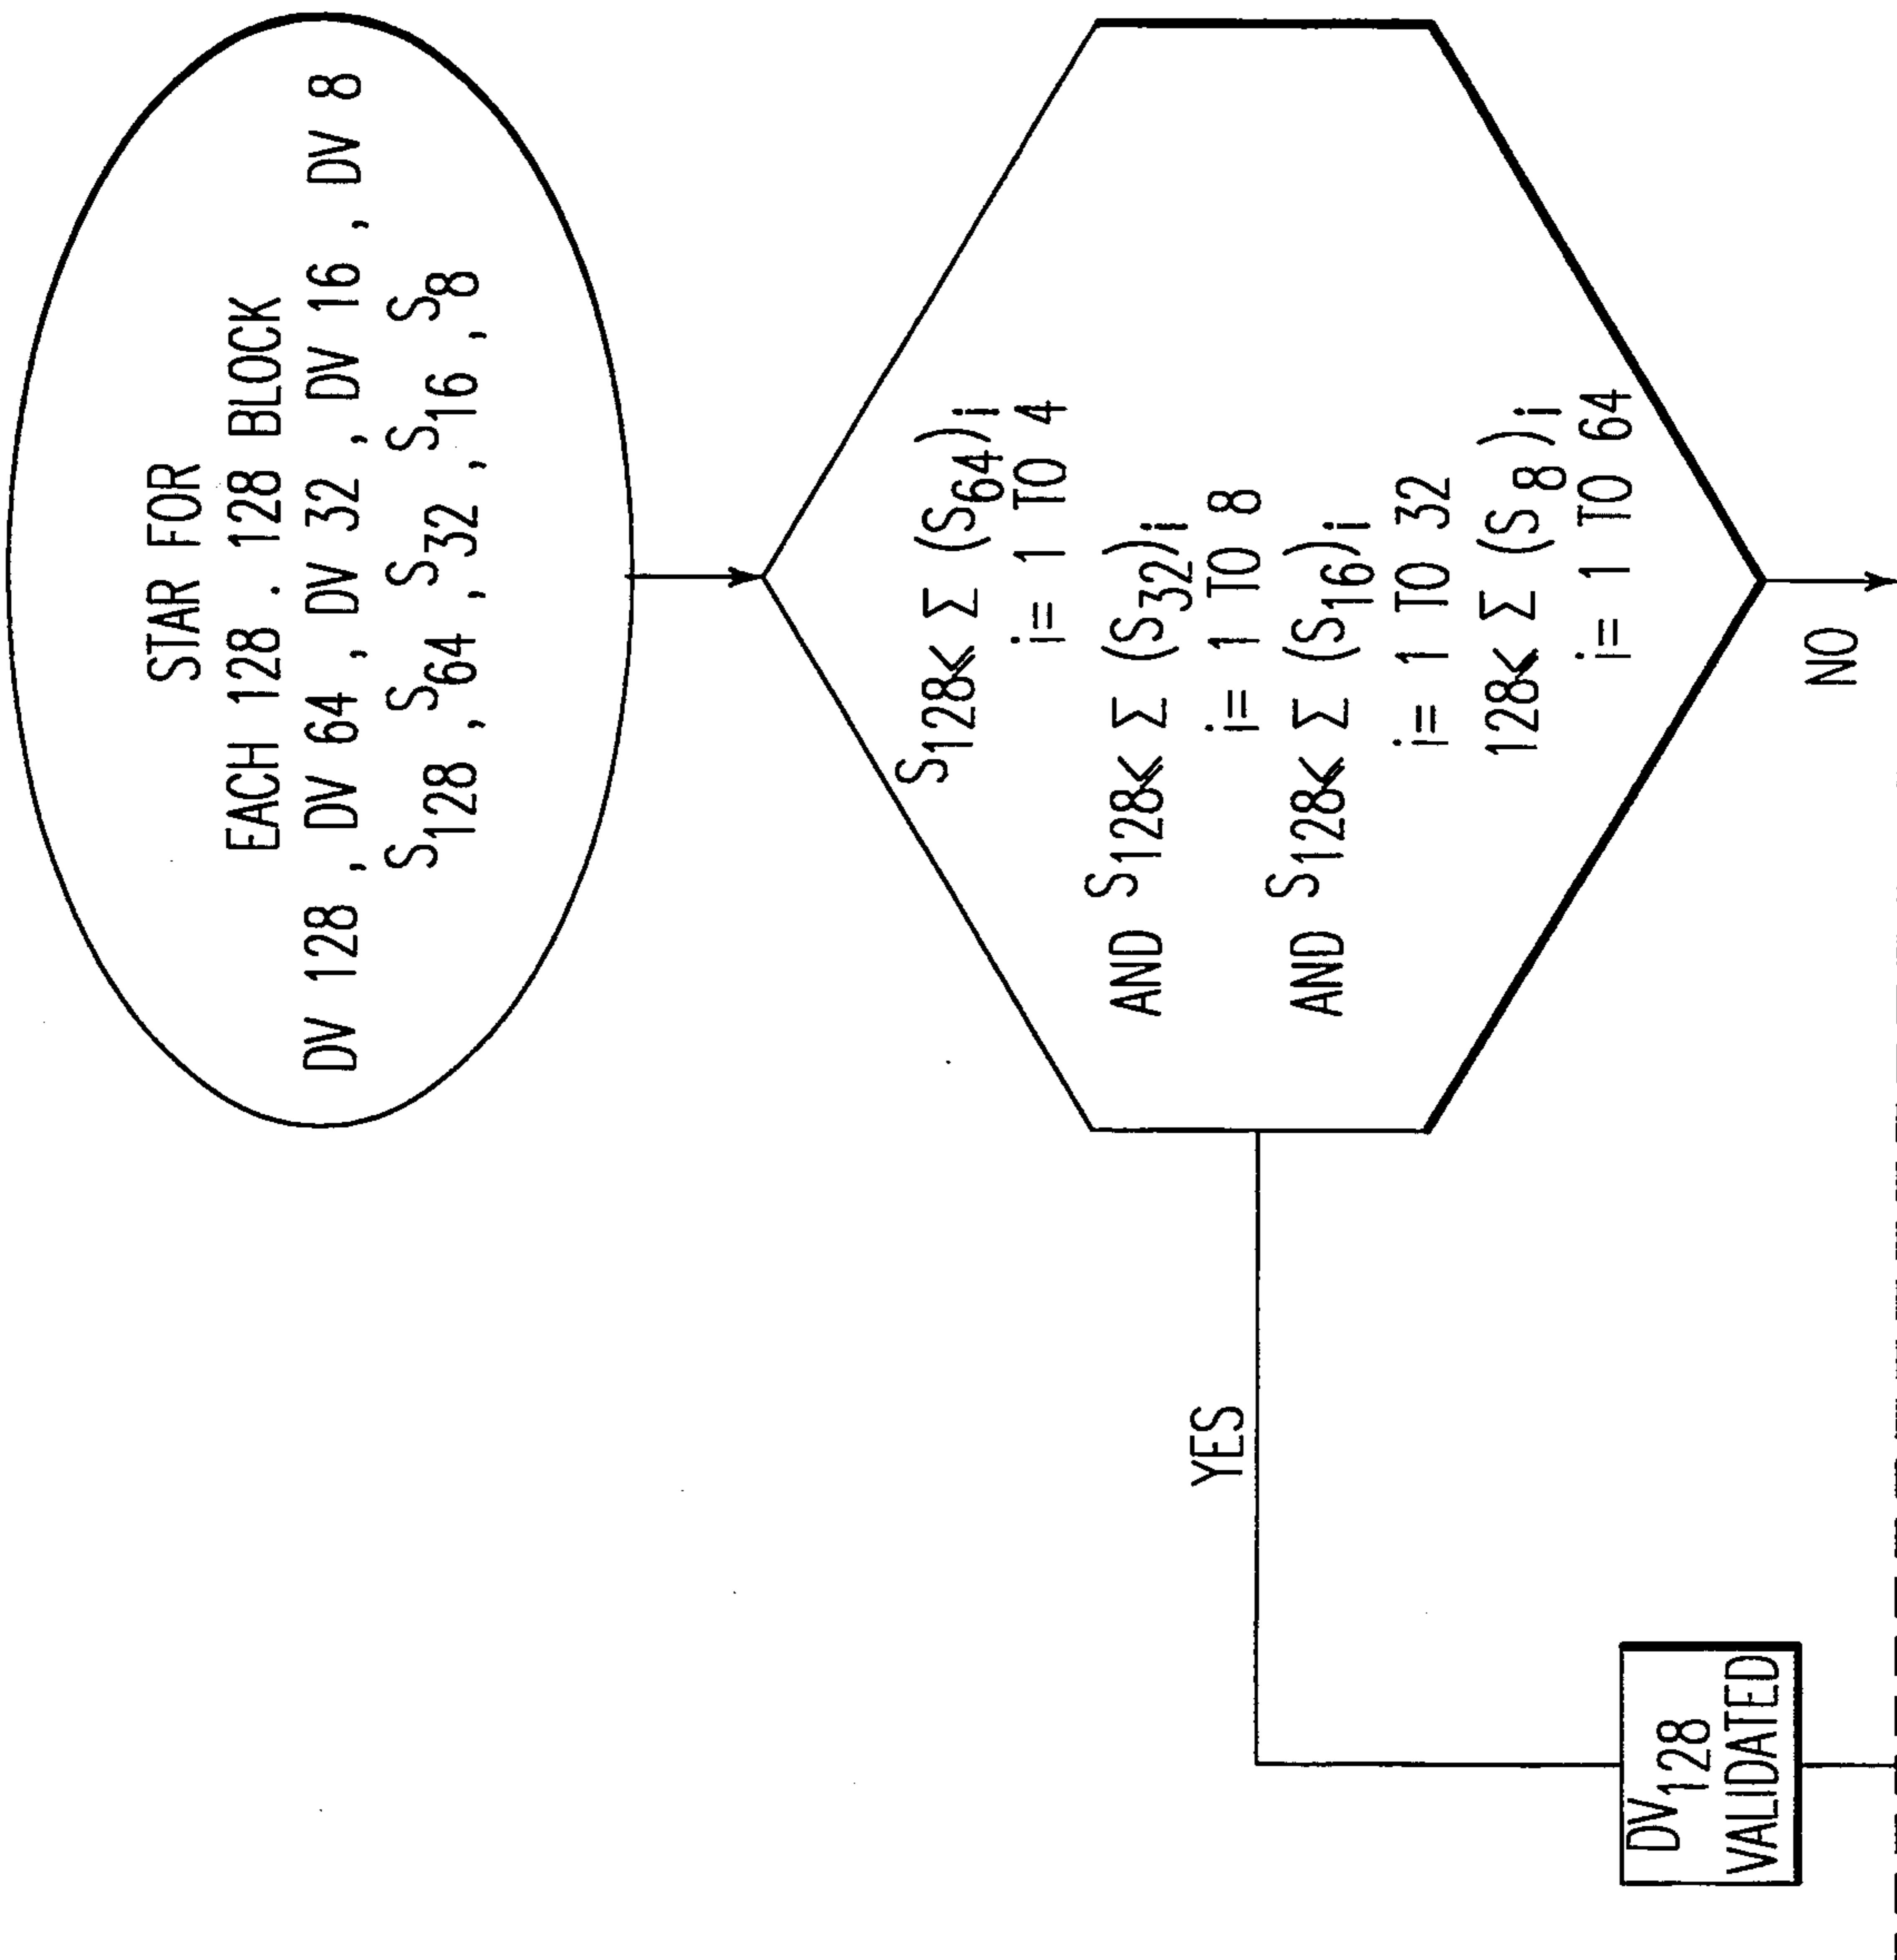 STAR FOR
EACH 128 . 128 BLOCK
DV 128 , DV 64 , DV 32 , DV 16 , DV 8
S128 , S64 , S32 , S16 , S8
S128< Σ (S64)i
i= 1 TO 4
AND S128< Σ (S32)i
i= 1 TO 8
AND S128< Σ (S16)i
i= 1 TO 32
128< Σ (S8)i
i= 1 TO 64
YES
NO
DV128
VALIDATED